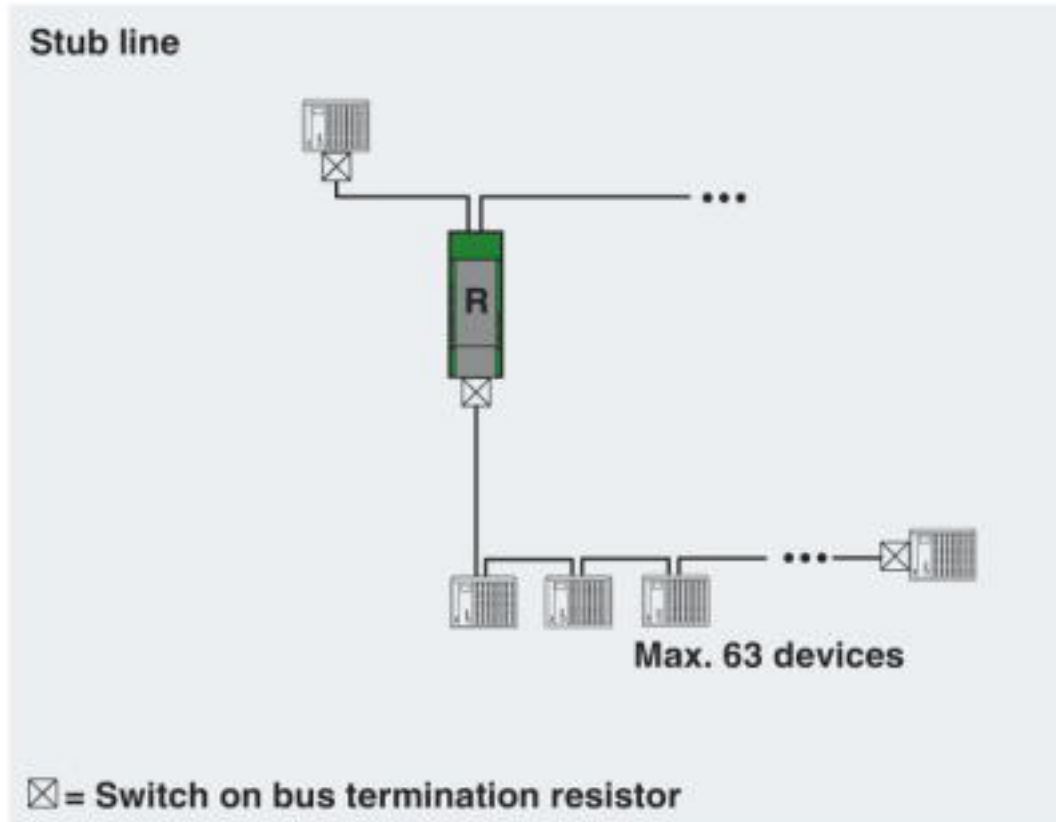 Stub line
R
Max. 63 devices
☒ = Switch on bus termination resistor